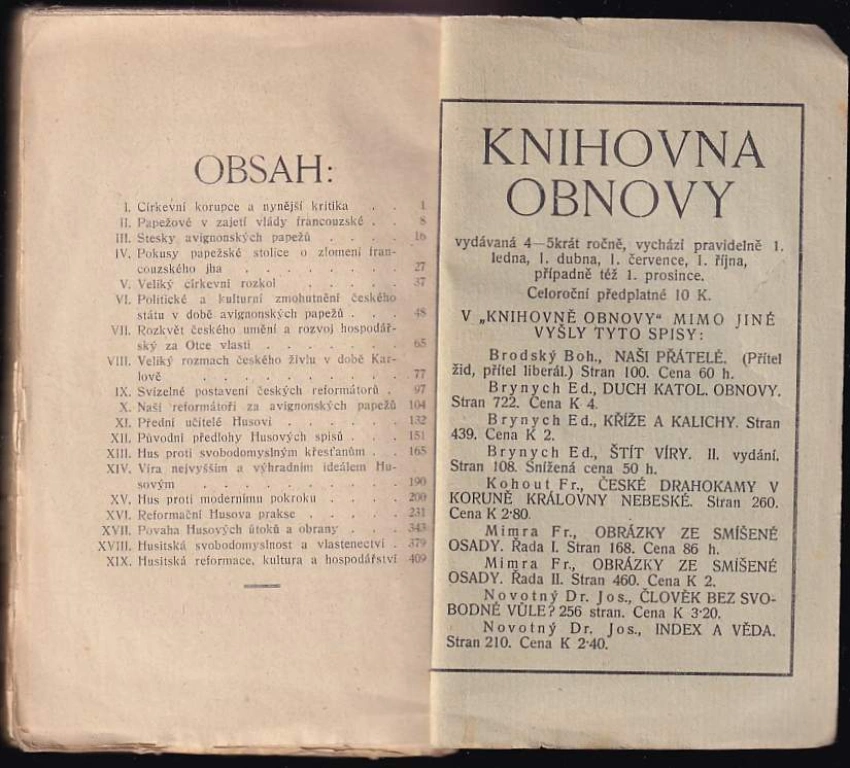 OBSAH:
I. Církevní korupce a nynější kritika . . 1
II. Papežové v zajetí vlády francouzské . . 8
III. Stesky avignonských papežů . . . . 16
IV. Pokusy papežské stolice o zlomení fran-
couzského jha . . . . . . . . 27
V. Veliký církevní rozkol . . . . . . 37
VI. Politické a kulturní zmohutnění českého
státu v době avignonských papežů . . . 48
VII. Rozkvět českého umění a rozvoj hospodář-
ský za Otce vlasti . . . . . . 65
VIII. Veliký rozmach českého živlu v době Kar-
lově . . . . . . . . . 77
IX. Svízelné postavení českých reformátorů . 97
X. Naši reformátoři za avignonských papežů 104
XI. Přední učitelé Husovi . . . . . . 132
XII. Původní předlohy Husových spisů . . . 151
XIII. Hus proti svobodomyslným křesťanům . . 165
XIV. Víra nejvyšším a výhradním ideálem Hu-
sovým . . . . . . . . . 190
XV. Hus proti modernímu pokroku . . . . 200
XVI. Reformační Husova prakse . . . . . 231
XVII. Povaha Husových útoků a obrany . . . 343
XVIII. Husitská svobodomyslnost a vlastenectví . 379
XIX. Husitská reformace, kultura a hospodářství 409
KNIHOVNA
OBNOVY
vydávaná 4—5krát ročně, vychází pravidelně 1.
ledna, 1. dubna, 1. července, 1. října,
případně též 1. prosince.
Celoroční předplatné 10 K.
V „KNIHOVNĚ OBNOVY“ MIMO JINÉ
VYŠLY TYTO SPISY:
Brodský Boh., NAŠI PŘÁTELÉ. (Přítel
žid, přítel liberál.) Stran 100. Cena 60 h.
Brynych Ed., DUCH KATOL. OBNOVY.
Stran 722. Cena K 4.
Brynych Ed., KŘÍŽE A KALICHY. Stran
439. Cena K 2.
Brynych Ed., ŠTÍT VÍRY. II. vydání.
Stran 108. Snížená cena 50 h.
Kohout Fr., ČESKÉ DRAHOKAMY V
KORUNĚ KRÁLOVNY NEBESKÉ. Stran 260.
Cena K 2·80.
Mimra Fr., OBRÁZKY ZE SMÍŠENÉ
OSADY. Řada I. Stran 168. Cena 86 h.
Mimra Fr., OBRÁZKY ZE SMÍŠENÉ
OSADY. Řada II. Stran 460. Cena K 2.
Novotný Dr. Jos., ČLOVĚK BEZ SVO-
BODNÉ VŮLE? 256 stran. Cena K 3·20.
Novotný Dr. Jos., INDEX A VĚDA.
Stran 210. Cena K 2·40.